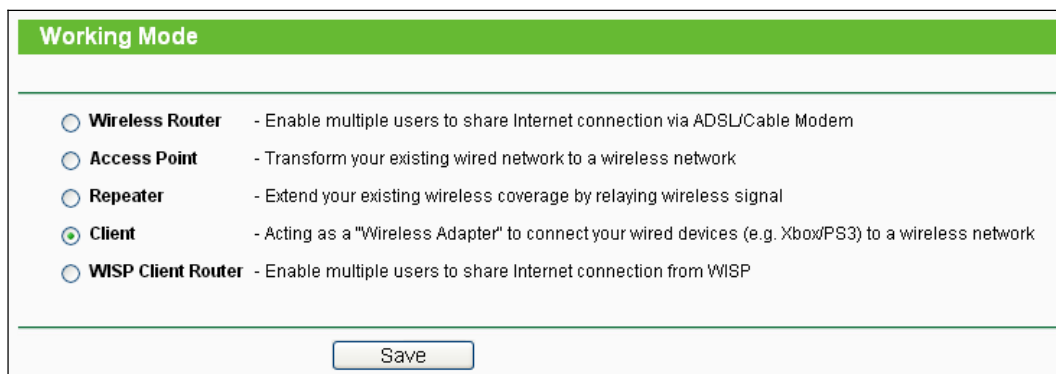 Working Mode
Wireless Router - Enable multiple users to share Internet connection via ADSL/Cable Modem
Access Point - Transform your existing wired network to a wireless network
Repeater - Extend your existing wireless coverage by relaying wireless signal
Client - Acting as a "Wireless Adapter" to connect your wired devices (e.g. Xbox/PS3) to a wireless network
WISP Client Router - Enable multiple users to share Internet connection from WISP
Save